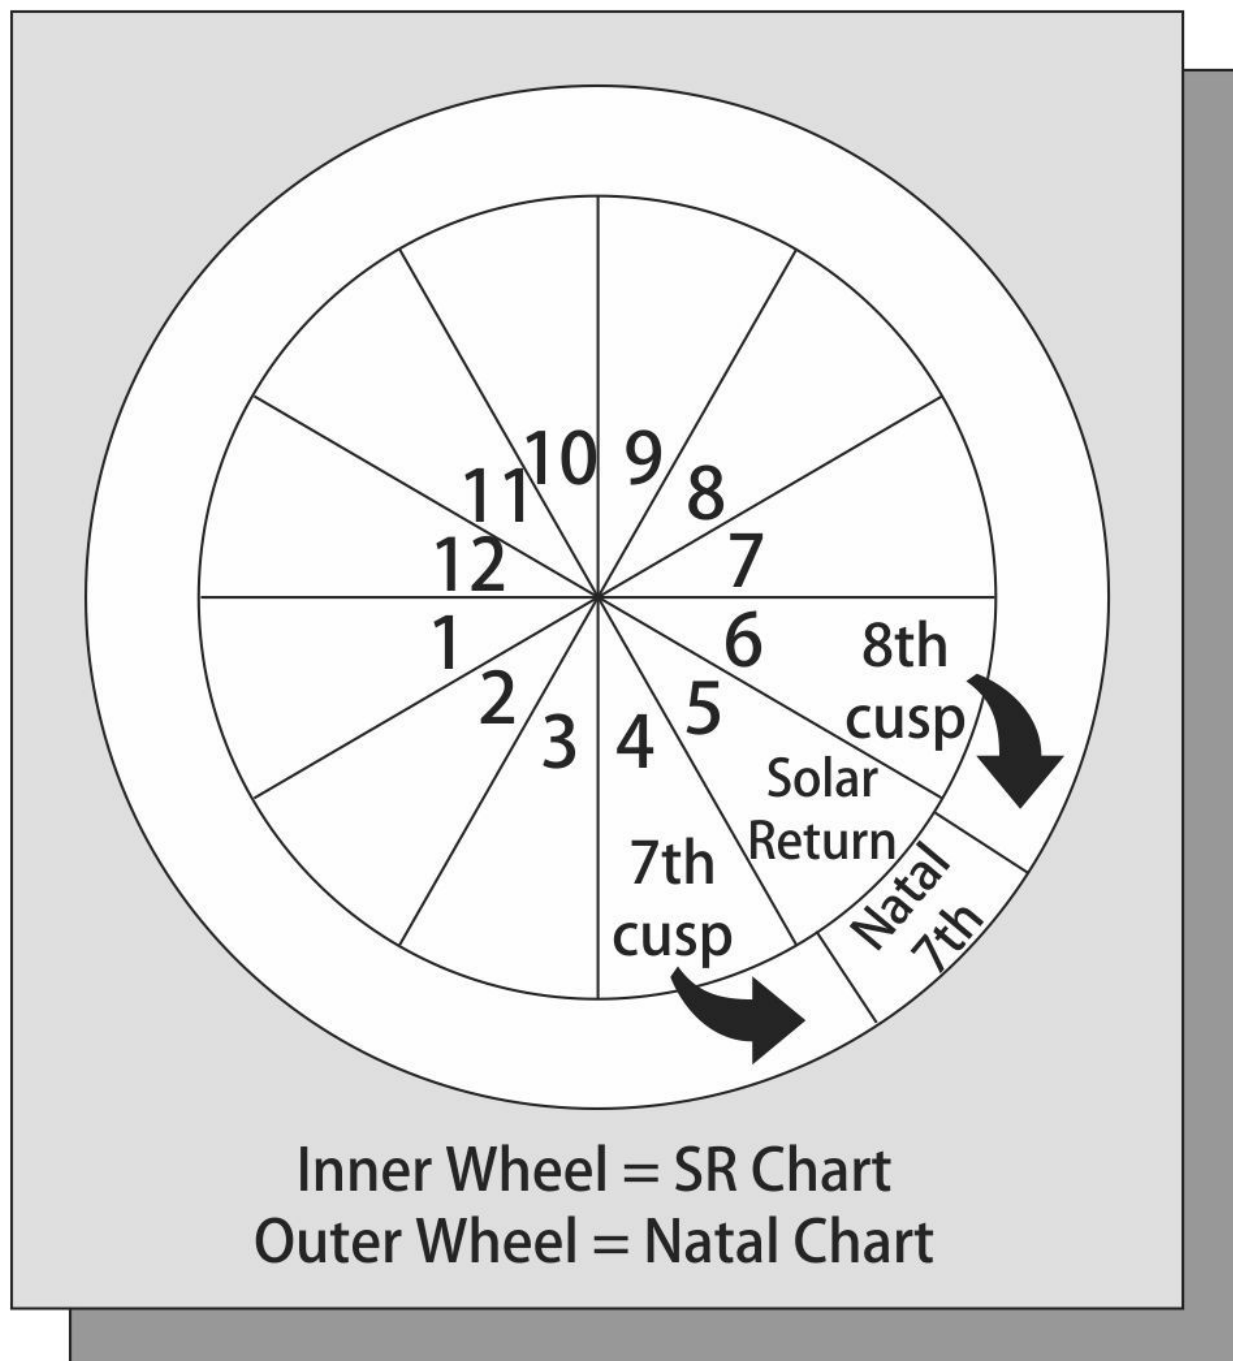 10
9
11
8
12
7
1
6
8th
cusp
2
5
3
4
Solar
Return
7th
cusp
Natal
7th
Inner Wheel = SR Chart
Outer Wheel = Natal Chart